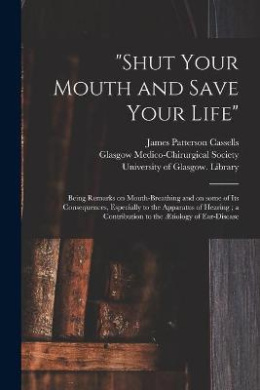 "Shut Your
Mouth and Save
Your Life"
James Patterson Cassells
Glasgow Medico-Chirurgical Society
University of Glasgow. Library
Being Remarks on Mouth-Breathing and on some of Its
Consequences, Especially to the Apparatus of Hearing ; a
Contribution to the Ætiology of Ear-Disease